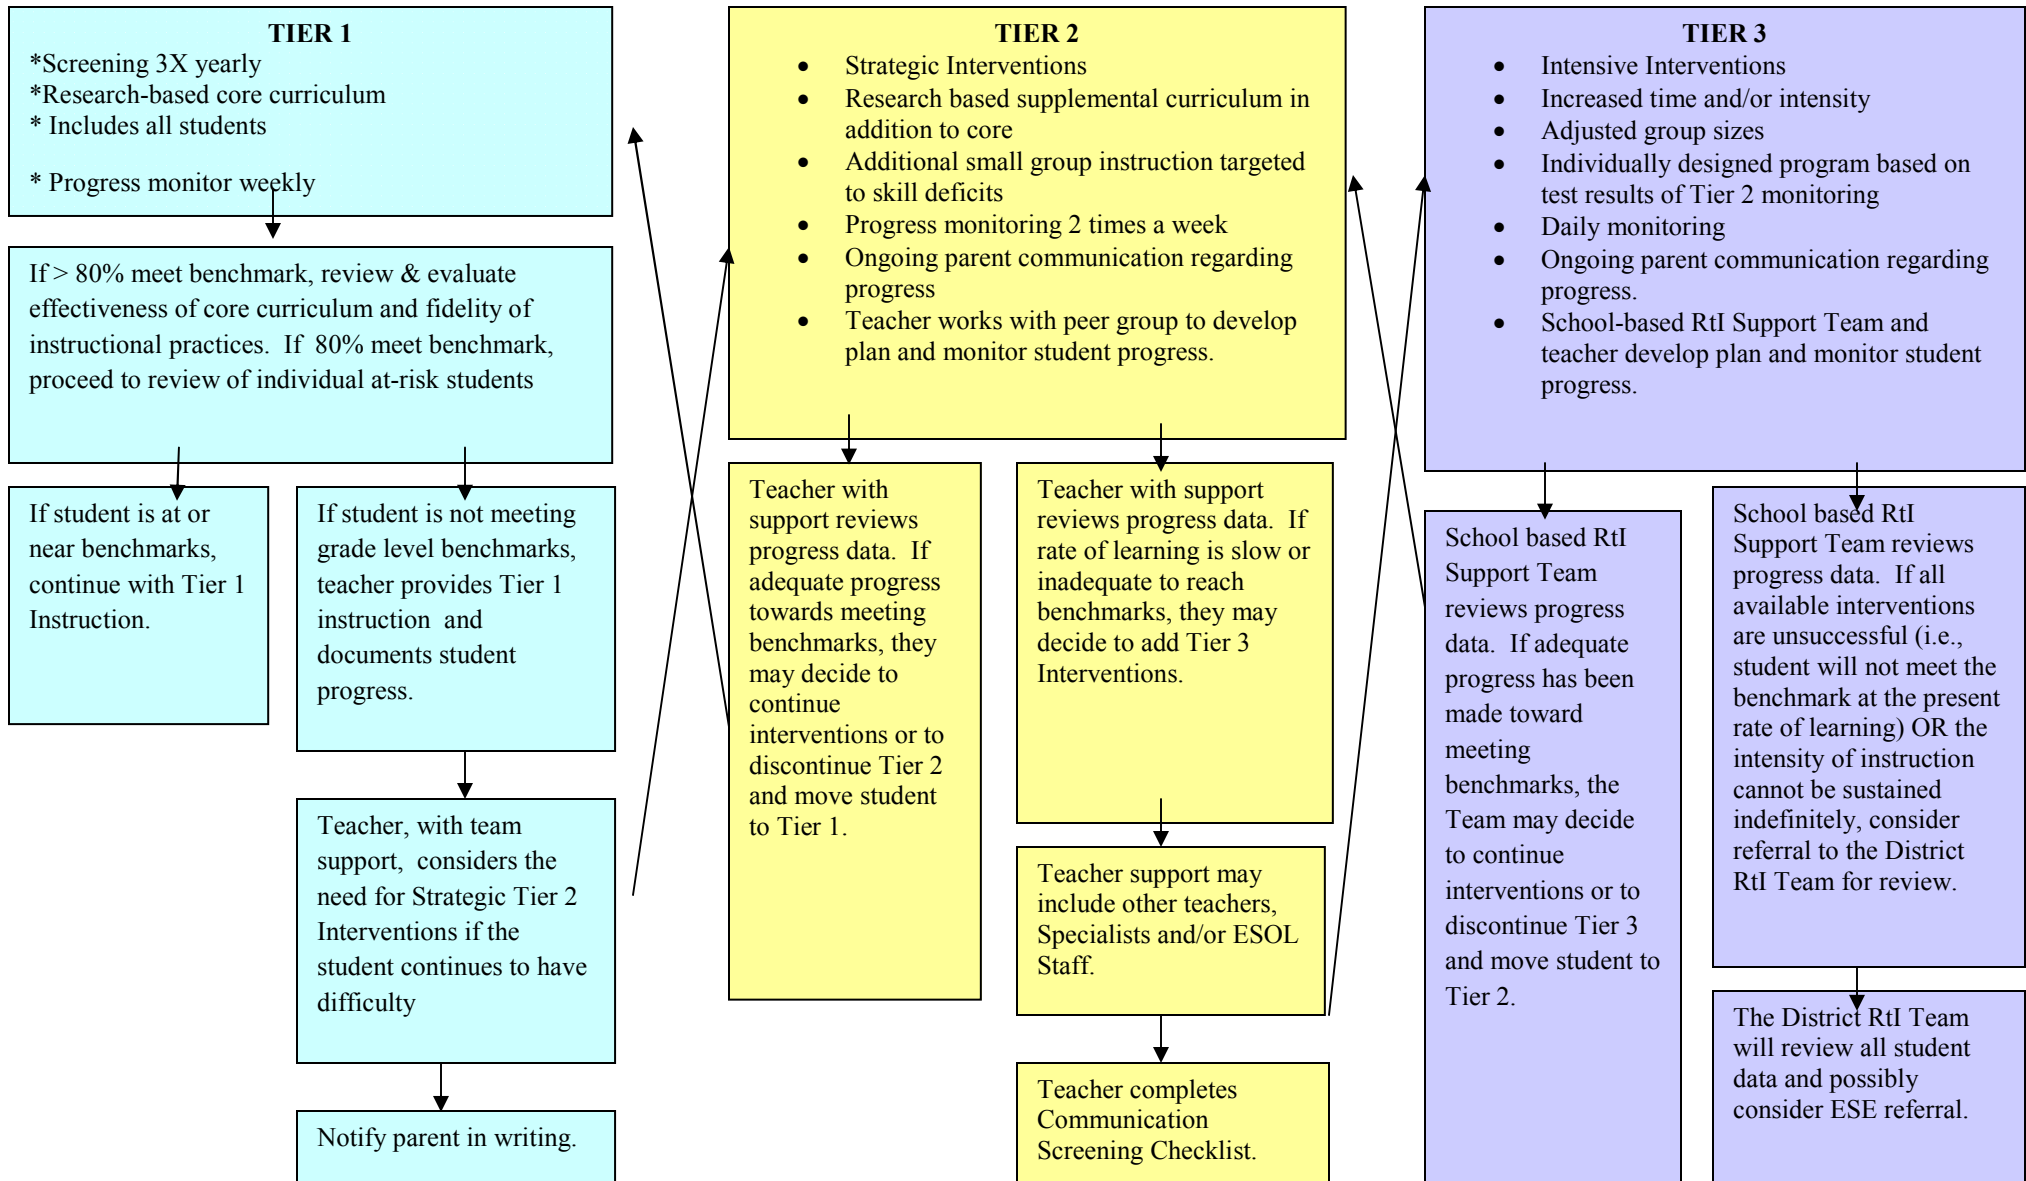 TIER 1
*Screening 3X yearly
*Research-based core curriculum
* Includes all students
* Progress monitor weekly
If > 80% meet benchmark, review & evaluate
effectiveness of core curriculum and fidelity of
instructional practices.  If  80% meet benchmark,
proceed to review of individual at-risk students
If student is at or
near benchmarks,
continue with Tier 1
Instruction.
If student is not meeting
grade level benchmarks,
teacher provides Tier 1
instruction  and
documents student
progress.
Teacher, with team
support,  considers the
need for Strategic Tier 2
Interventions if the
student continues to have
difficulty
Notify parent in writing.
TIER 2
• Strategic Interventions
• Research based supplemental curriculum in
addition to core
• Additional small group instruction targeted
to skill deficits
• Progress monitoring 2 times a week
• Ongoing parent communication regarding
progress
• Teacher works with peer group to develop
plan and monitor student progress.
Teacher with
support reviews
progress data.  If
adequate progress
towards meeting
benchmarks, they
may decide to
continue
interventions or to
discontinue Tier 2
and move student
to Tier 1.
Teacher with support
reviews progress data.  If
rate of learning is slow or
inadequate to reach
benchmarks, they may
decide to add Tier 3
Interventions.
Teacher support may
include other teachers,
Specialists and/or ESOL
Staff.
Teacher completes
Communication
Screening Checklist.
TIER 3
• Intensive Interventions
• Increased time and/or intensity
• Adjusted group sizes
• Individually designed program based on
test results of Tier 2 monitoring
• Daily monitoring
• Ongoing parent communication regarding
progress.
• School-based RtI Support Team and
teacher develop plan and monitor student
progress.
School based RtI
Support Team
reviews progress
data.  If adequate
progress has been
made toward
meeting
benchmarks, the
Team may decide
to continue
interventions or to
discontinue Tier 3
and move student to
Tier 2.
School based RtI
Support Team reviews
progress data.  If all
available interventions
are unsuccessful (i.e.,
student will not meet the
benchmark at the present
rate of learning) OR the
intensity of instruction
cannot be sustained
indefinitely, consider
referral to the District
RtI Team for review.
The District RtI Team
will review all student
data and possibly
consider ESE referral.